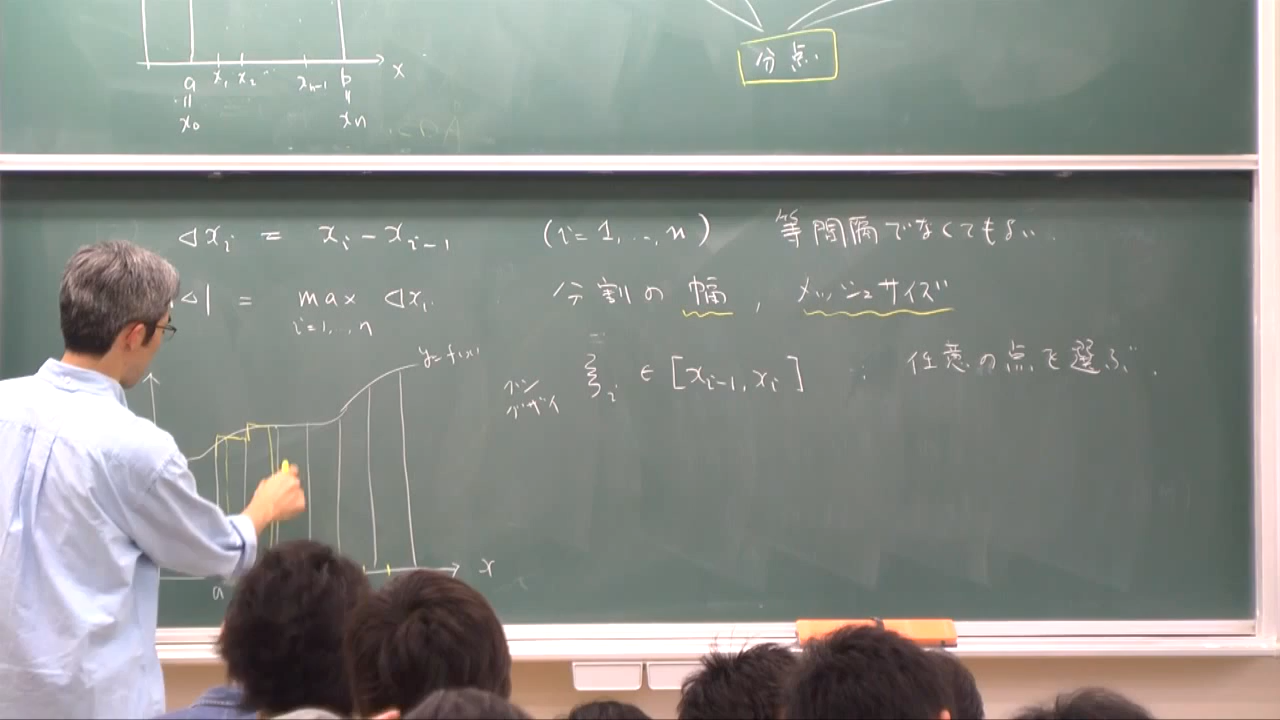 a x₁ x₂ … xₙ₋₁ b x
|| ||
x₀ xₙ
分点
Δxᵢ = xᵢ - xᵢ₋₁ (i=1,...,n) 等間隔でなくてもよい.
|Δ| = max Δxᵢ 分割の幅, メッシュサイズ
i=1,...,n
ξᵢ ∈ [xᵢ₋₁, xᵢ] : 任意の点を選ぶ.
y=f(x)
a x